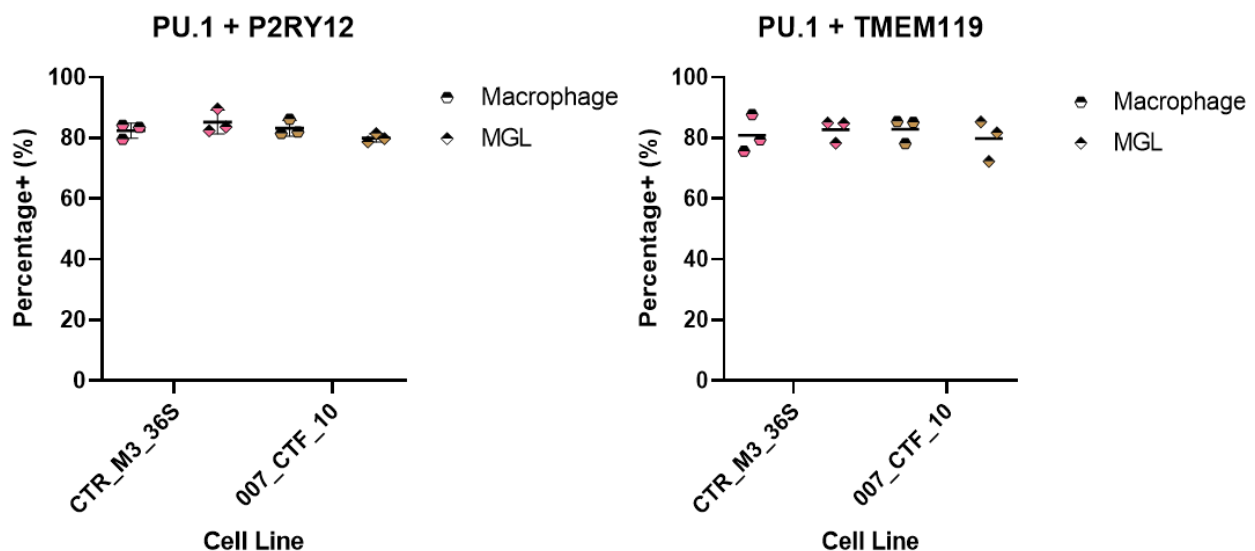 PU.1 + P2RY12
Percentage+ (%)
100
80
60
40
20
0
CTR_M3_36S
007_CTF_10
Cell Line
Macrophage
MGL
PU.1 + TMEM119
Percentage+ (%)
100
80
60
40
20
0
CTR_M3_36S
007_CTF_10
Cell Line
Macrophage
MGL